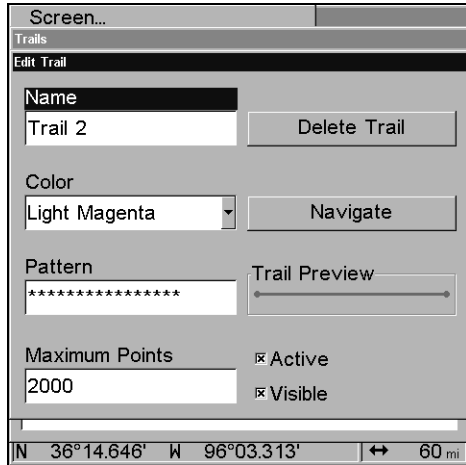 Screen...
Trails
Edit Trail
Name
Trail 2
Delete Trail
Color
Light Magenta
Navigate
Pattern
****************
Trail Preview
Maximum Points
2000
Active
Visible
N 36°14.646' W 96°03.313' ↔ 60 mi